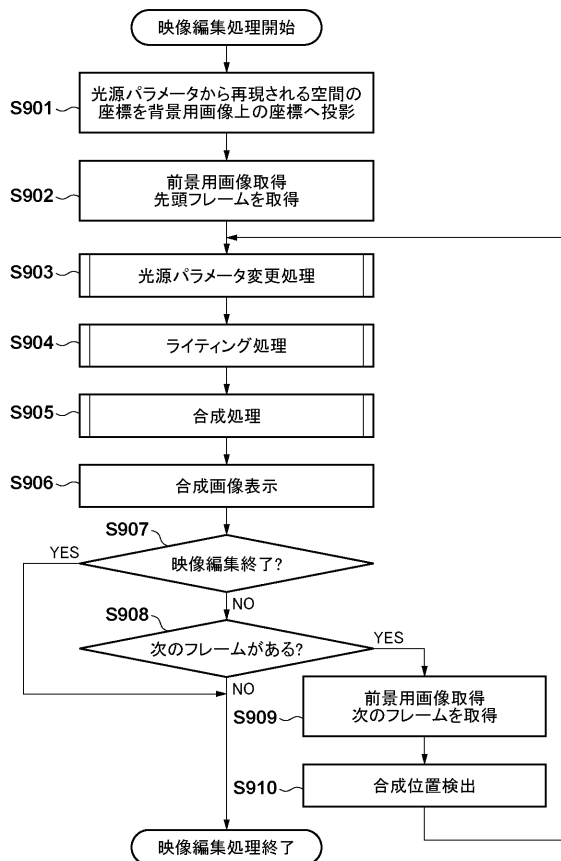 映像編集処理開始
S901
光源パラメータから再現される空間の
座標を背景用画像上の座標へ投影
S902
前景用画像取得
先頭フレームを取得
S903
光源パラメータ変更処理
S904
ライティング処理
S905
合成処理
S906
合成画像表示
S907
YES
映像編集終了?
NO
S908
次のフレームがある?
YES
NO
S909
前景用画像取得
次のフレームを取得
S910
合成位置検出
映像編集処理終了